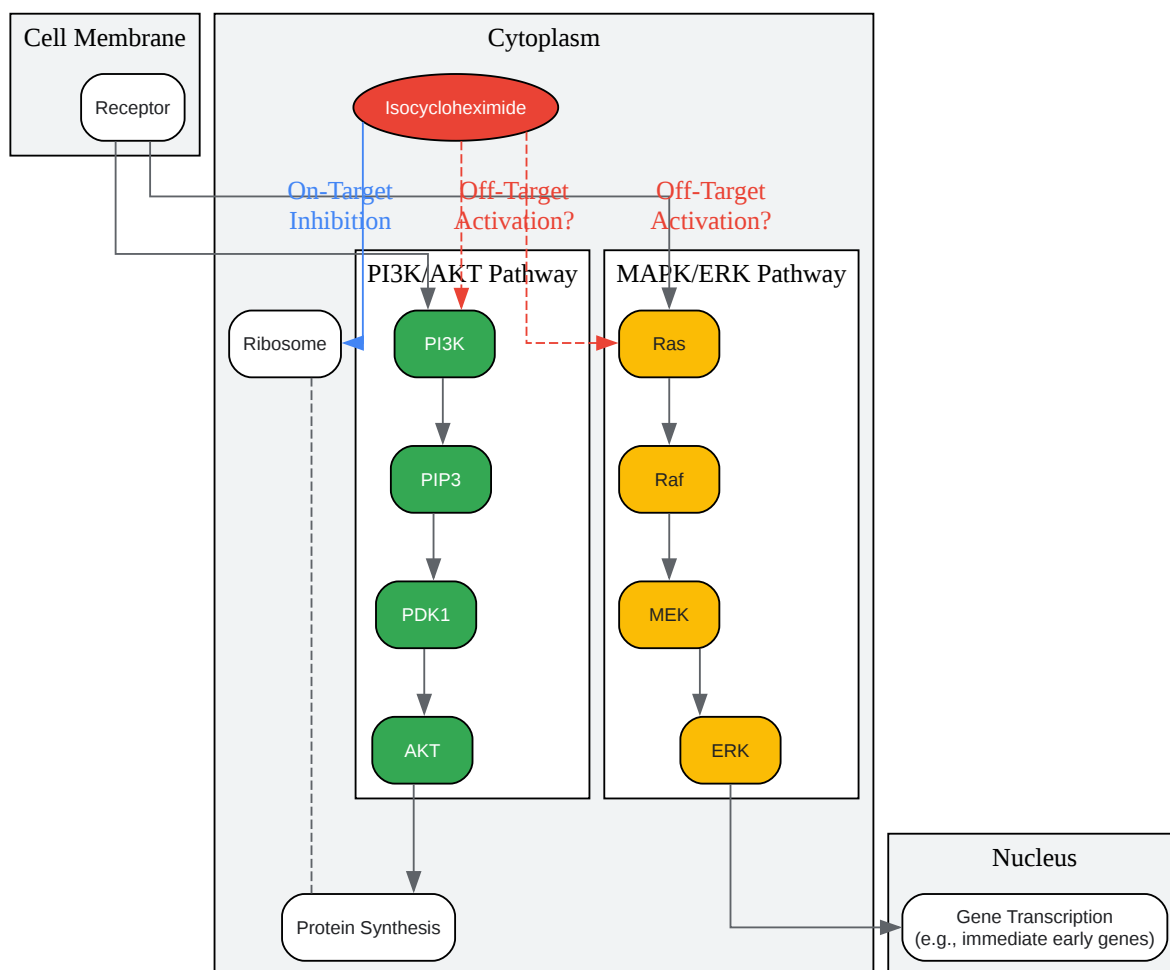 Cell Membrane
Cytoplasm
Receptor
Isocycloheximide
On-Target
Inhibition
Off-Target
Activation?
Off-Target
Activation?
PI3K/AKT Pathway
MAPK/ERK Pathway
Ribosome
PI3K
Ras
PIP3
Raf
PDK1
MEK
AKT
ERK
Nucleus
Protein Synthesis
Gene Transcription
(e.g., immediate early genes)